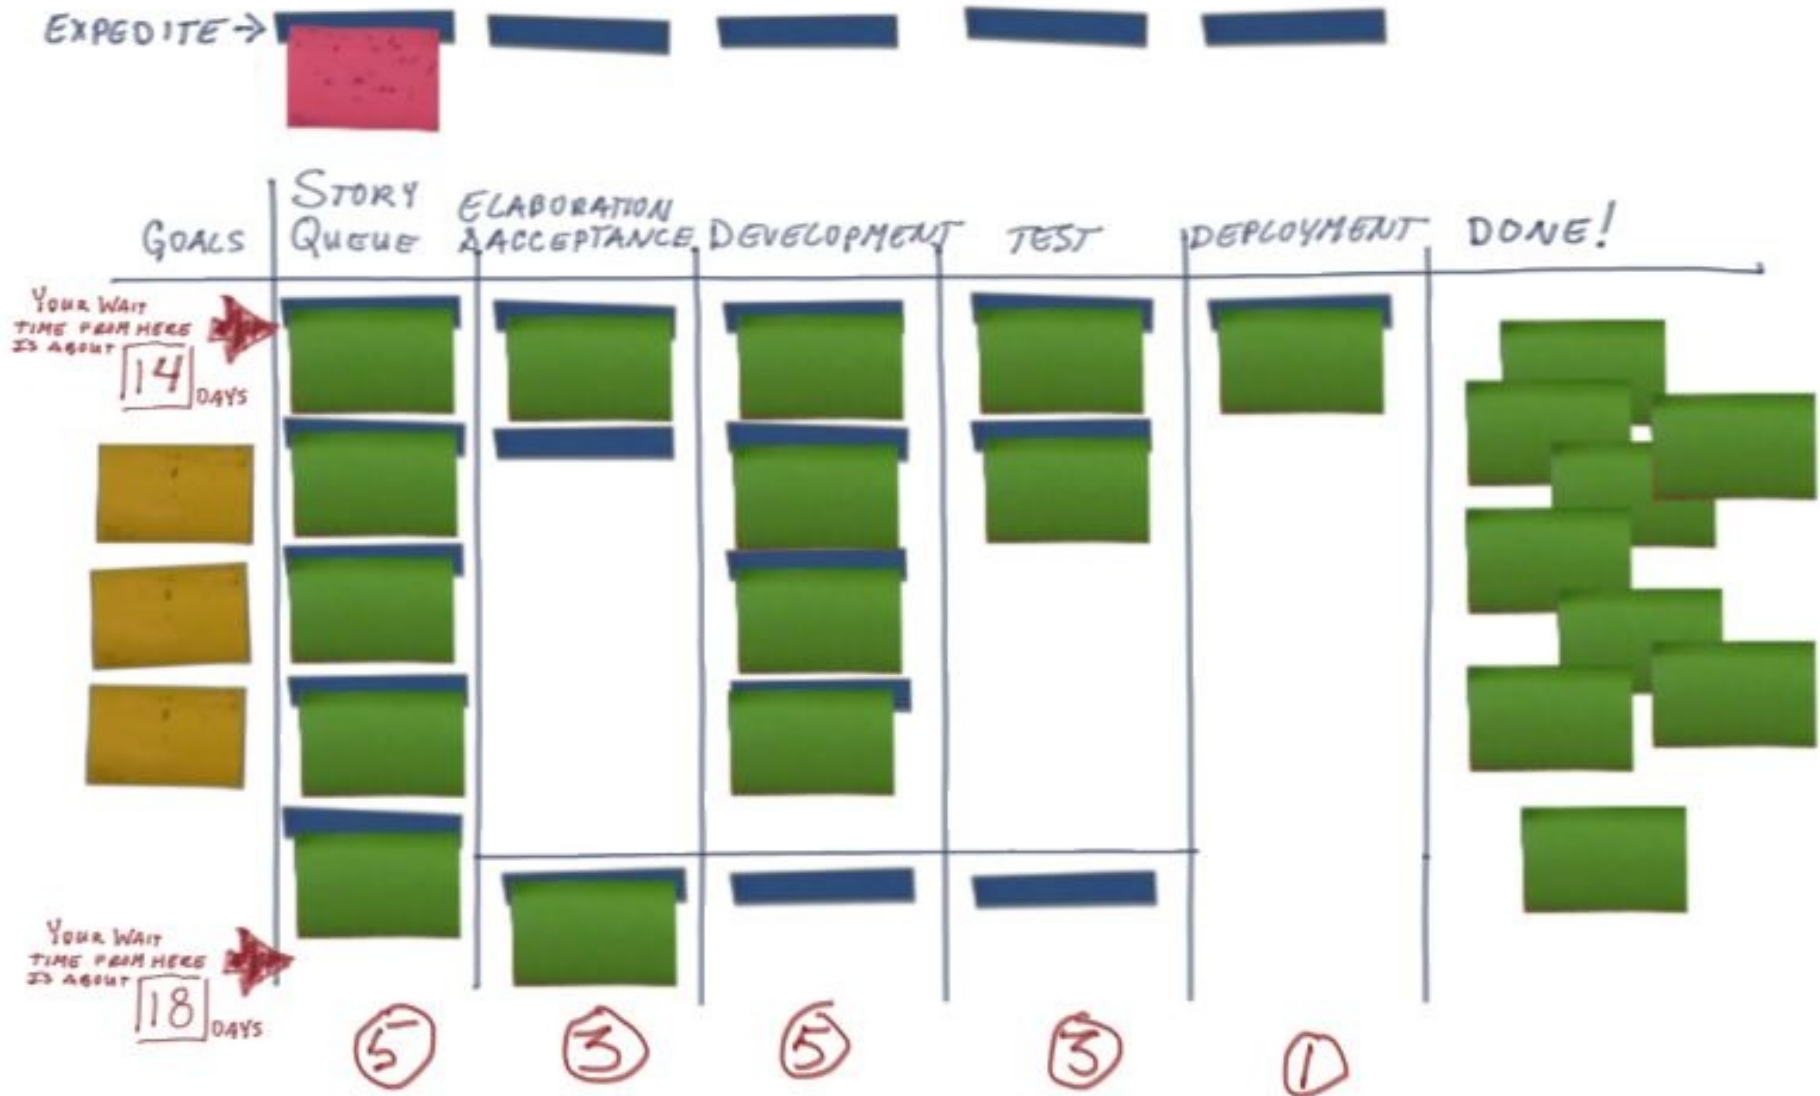 EXPEDITE →
GOALS
STORY
QUEUE
ELABORATION
& ACCEPTANCE
DEVELOPMENT
TEST
DEPLOYMENT
DONE!
YOUR WAIT
TIME FROM HERE
IS ABOUT
14
DAYS
YOUR WAIT
TIME FROM HERE
IS ABOUT
18
DAYS
5
3
5
3
1